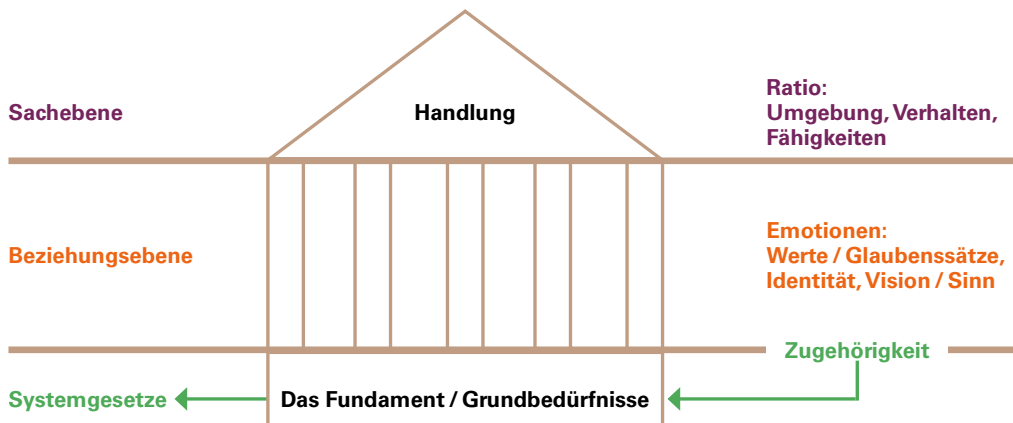 Sachebene
Handlung
Ratio:
Umgebung, Verhalten,
Fähigkeiten
Beziehungsebene
Emotionen:
Werte / Glaubenssätze,
Identität, Vision / Sinn
Zugehörigkeit
Systemgesetze
Das Fundament / Grundbedürfnisse